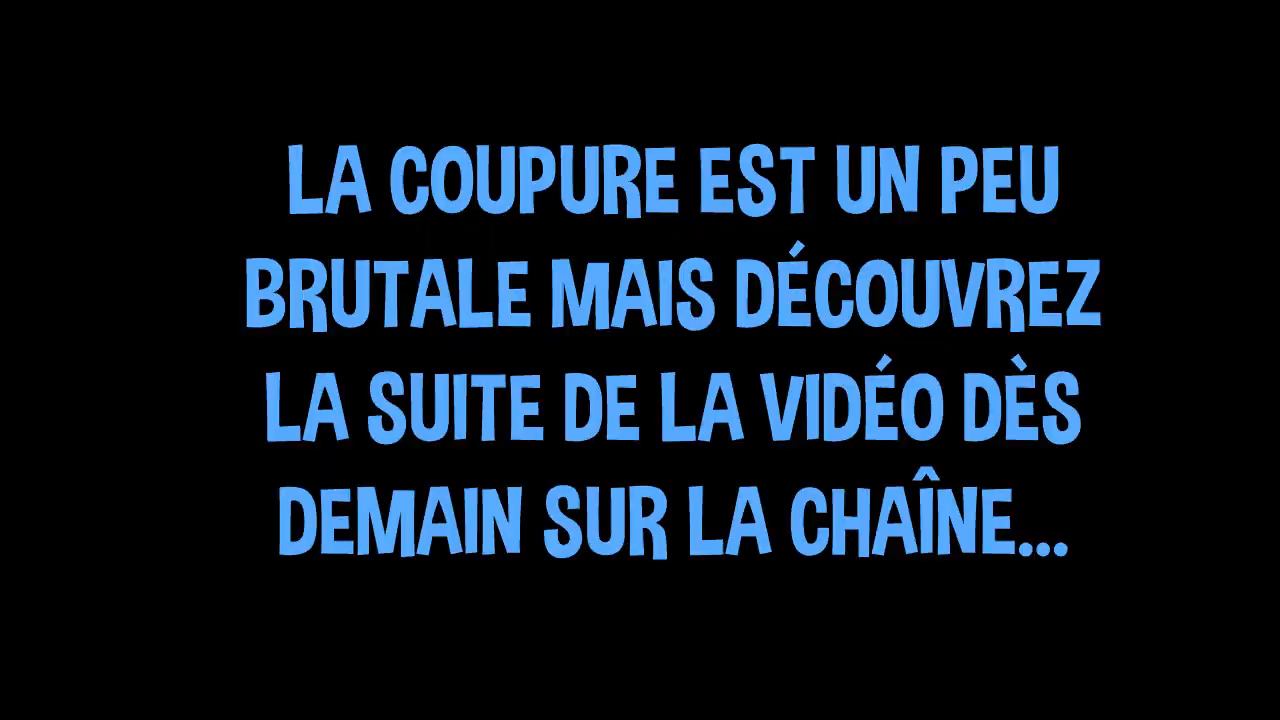 LA COUPURE EST UN PEU
BRUTALE MAIS DÉCOUVREZ
LA SUITE DE LA VIDÉO DÈS
DEMAIN SUR LA CHAÎNE...